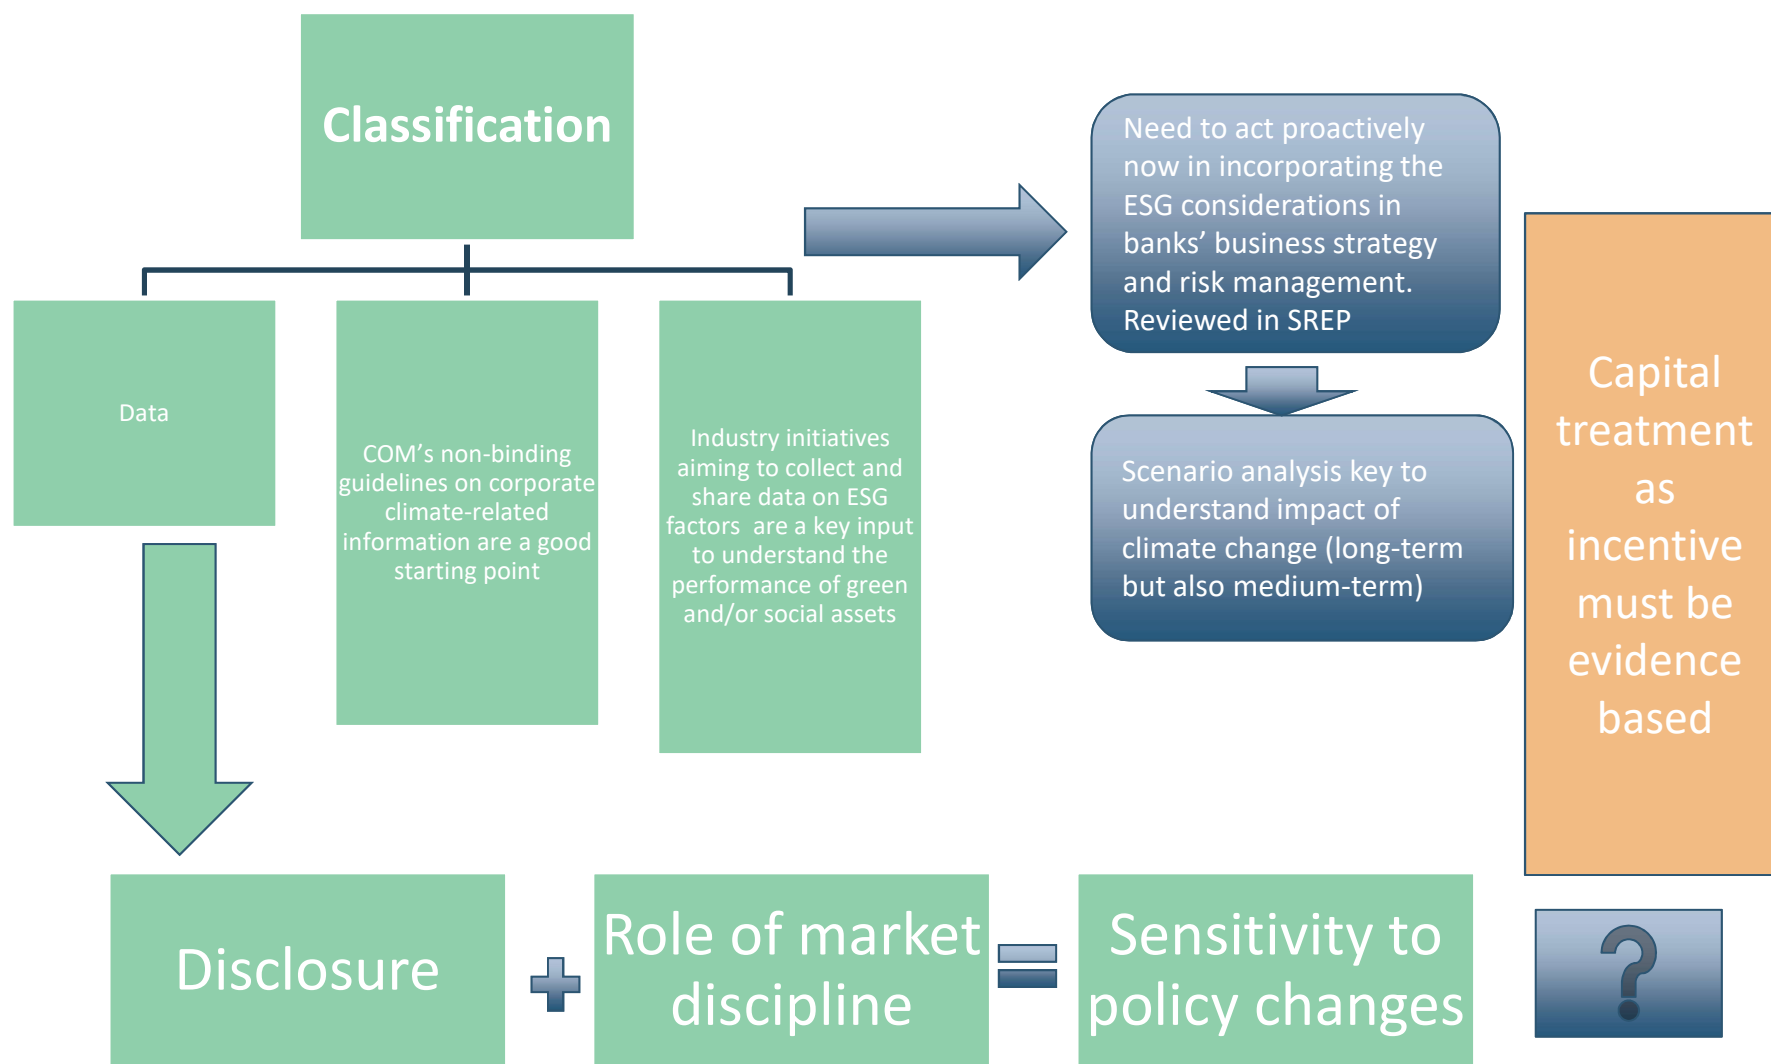 Classification
Need to act proactively
now in incorporating the
ESG considerations in
banks’ business strategy
and risk management.
Reviewed in SREP
Data
COM’s non-binding
guidelines on corporate
climate-related
information are a good
starting point
Industry initiatives
aiming to collect and
share data on ESG
factors  are a key input
to understand the
performance of green
and/or social assets
Scenario analysis key to
understand impact of
climate change (long-term
but also medium-term)
Capital
treatment
as
incentive
must be
evidence
based
Disclosure
Role of market
discipline
Sensitivity to
policy changes
?